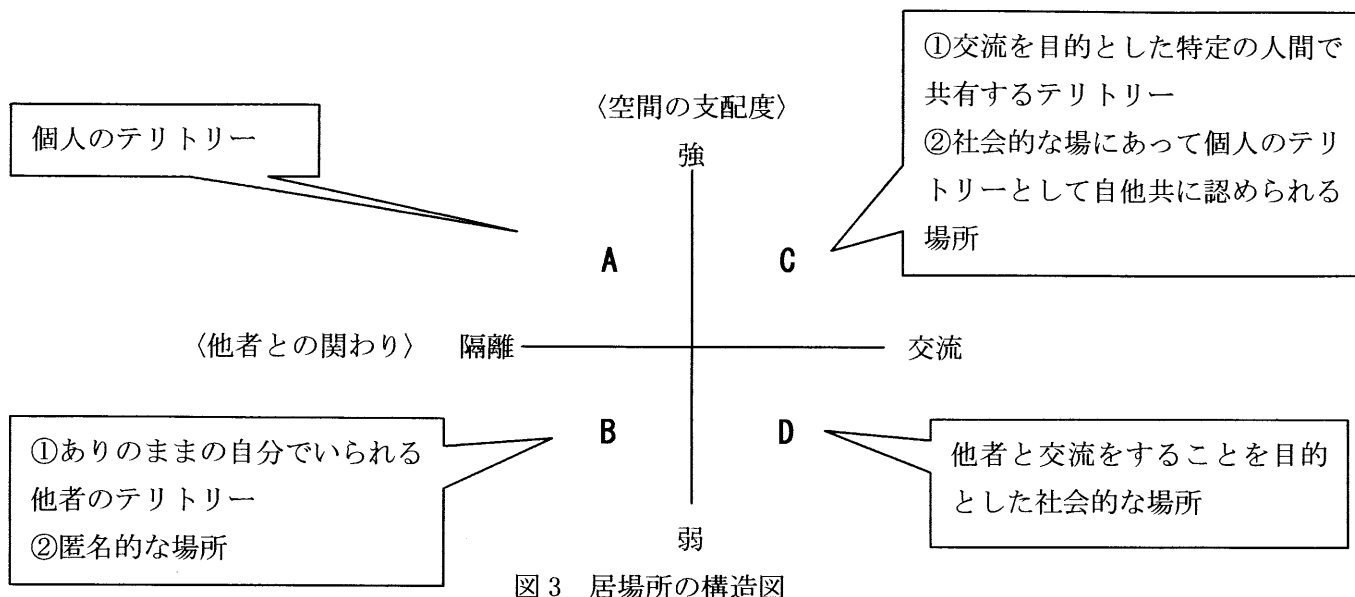 ①交流を目的とした特定の人間で
共有するテリトリー
②社会的な場にあって個人のテリ
トリーとして自他共に認められる
場所
〈空間の支配度〉
個人のテリトリー
強
A
C
〈他者との関わり〉 隔離
交流
①ありのままの自分でいられる
他者のテリトリー
②匿名的な場所
B
D
他者と交流をすることを目的
とした社会的な場所
弱
図3 居場所の構造図